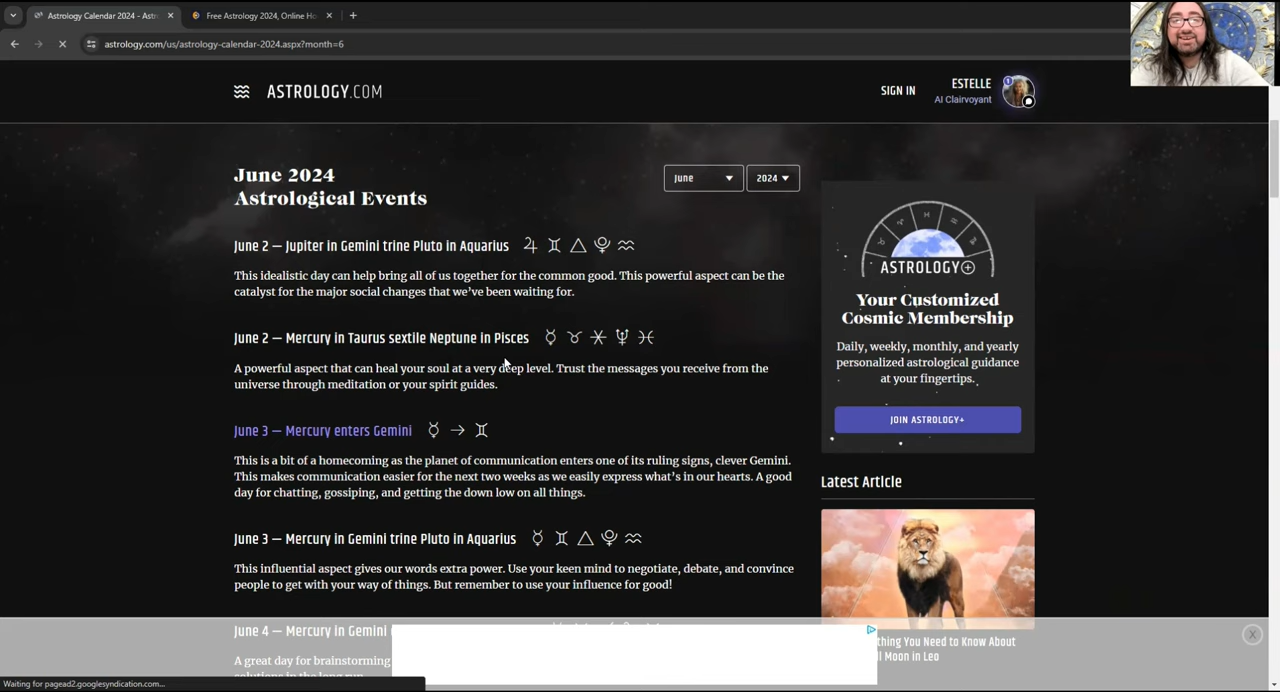 Astrology Calendar 2024 - Astr
Free Astrology 2024, Online Ho
astrology.com/us/astrology-calendar-2024.aspx?month=6
ASTROLOGY.COM
SIGN IN
ESTELLE
AI Clairvoyant
1
June 2024
Astrological Events
June
2024
June 2 — Jupiter in Gemini trine Pluto in Aquarius
This idealistic day can help bring all of us together for the common good. This powerful aspect can be the
catalyst for the major social changes that we’ve been waiting for.
June 2 — Mercury in Taurus sextile Neptune in Pisces
A powerful aspect that can heal your soul at a very deep level. Trust the messages you receive from the
universe through meditation or your spirit guides.
June 3 — Mercury enters Gemini
This is a bit of a homecoming as the planet of communication enters one of its ruling signs, clever Gemini.
This makes communication easier for the next two weeks as we easily express what’s in our hearts. A good
day for chatting, gossiping, and getting the down low on all things.
June 3 — Mercury in Gemini trine Pluto in Aquarius
This influential aspect gives our words extra power. Use your keen mind to negotiate, debate, and convince
people to get with your way of things. But remember to use your influence for good!
June 4 — Mercury in Gemini
A great day for brainstorming
solutions in the long run.
ASTROLOGY+
Your Customized
Cosmic Membership
Daily, weekly, monthly, and yearly
personalized astrological guidance
at your fingertips.
JOIN ASTROLOGY+
Latest Article
thing You Need to Know About
ll Moon in Leo
X
Waiting for pagead2.googlesyndication.com...